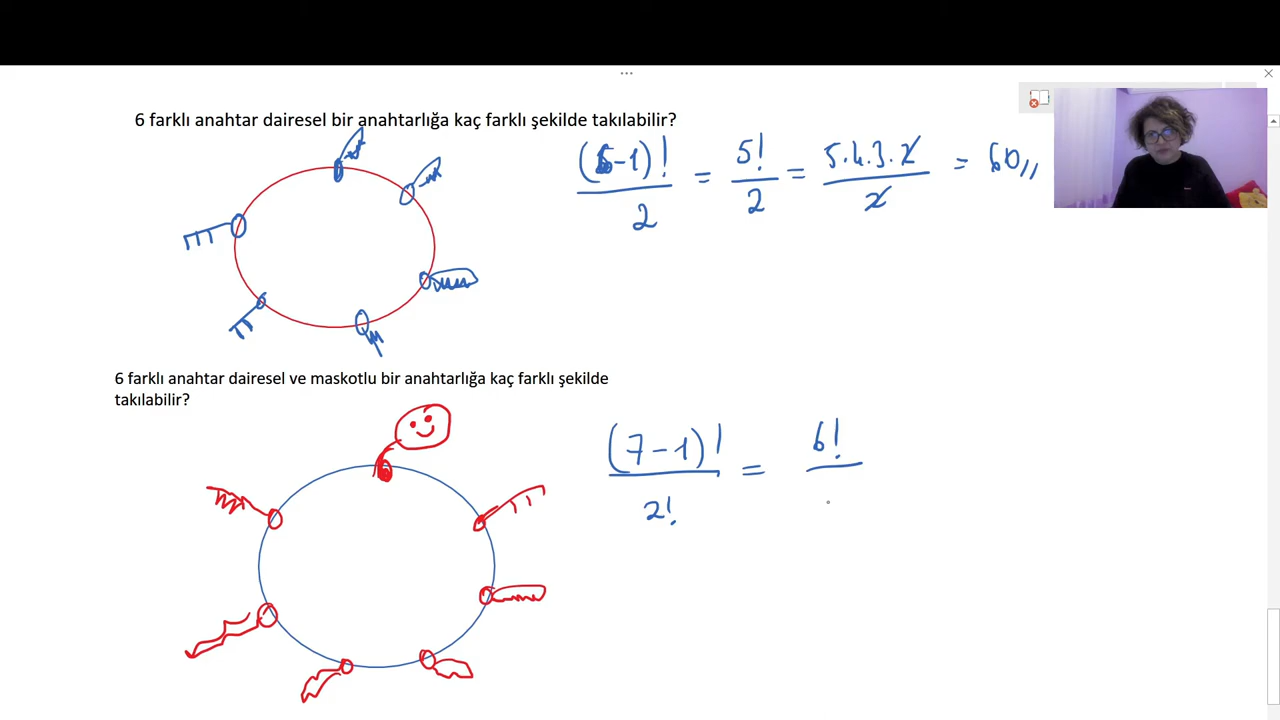 6 farklı anahtar dairesel bir anahtarlığa kaç farklı şekilde takılabilir?
(6-1)! / 2 = 5! / 2 = 5.4.3.2 / 2 = 60,,
6 farklı anahtar dairesel ve maskotlu bir anahtarlığa kaç farklı şekilde
takılabilir?
(7-1)! / 2! = 6!